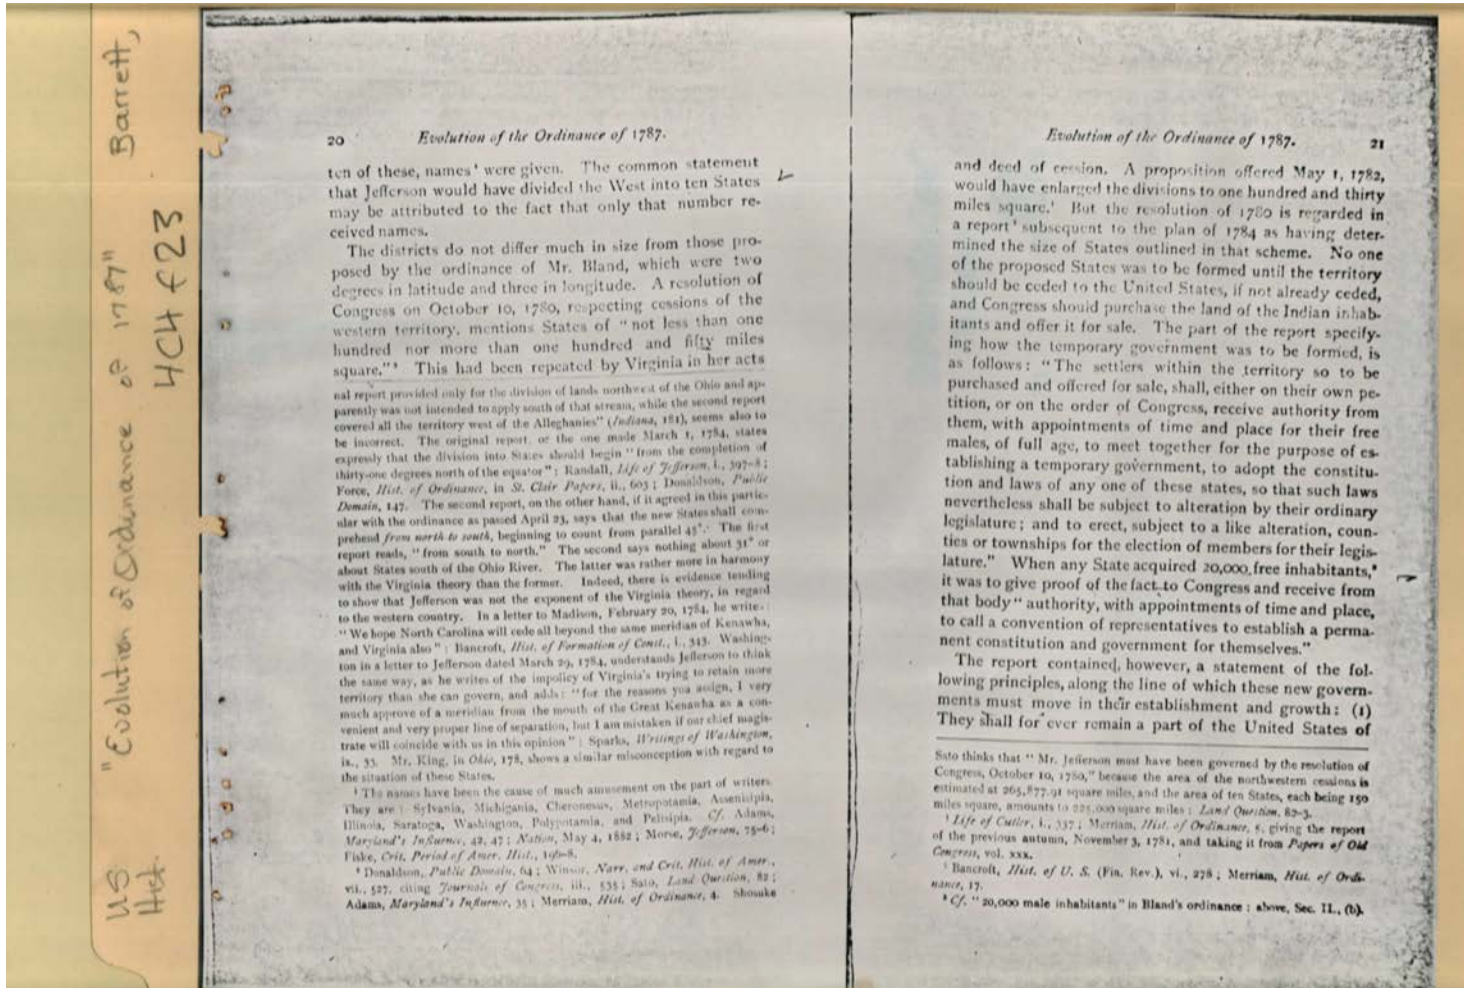 US "Evolution of Ordinance of 1787" Barrett,
Hist. 4CH f23
20 Evolution of the Ordinance of 1787.
ten of these, names¹ were given. The common statement
that Jefferson would have divided the West into ten States
may be attributed to the fact that only that number re-
ceived names.
The districts do not differ much in size from those pro-
posed by the ordinance of Mr. Bland, which were two
degrees in latitude and three in longitude. A resolution of
Congress on October 10, 1780, respecting cessions of the
western territory, mentions States of "not less than one
hundred nor more than one hundred and fifty miles
square."² This had been repeated by Virginia in her acts
nal report provided only for the division of lands northwest of the Ohio and ap-
parently was not intended to apply south of that stream, while the second report
covered all the territory west of the Alleghanies" (Indiana, 181), seems also to
be incorrect. The original report, or the one made March 1, 1784, states
expressly that the division into States should begin "from the completion of
thirty-one degrees north of the equator": Randall, Life of Jefferson, i., 397-8;
Force, Hist. of Ordinance, in St. Clair Papers, ii., 603; Donaldson, Public
Domain, 147. The second report, on the other hand, if it agreed in this partic-
ular with the ordinance as passed April 23, says that the new States shall com-
prehend from north to south, beginning to count from parallel 45°. The first
report reads, "from south to north." The second says nothing about 31° or
about States south of the Ohio River. The latter was rather more in harmony
with the Virginia theory than the former. Indeed, there is evidence tending
to show that Jefferson was not the exponent of the Virginia theory, in regard
to the western country. In a letter to Madison, February 20, 1784, he write:
"We hope North Carolina will cede all beyond the same meridian of Kenawha,
and Virginia also": Bancroft, Hist. of Formation of Const., i., 343. Washing-
ton in a letter to Jefferson dated March 29, 1784, understands Jefferson to think
the same way, as he writes of the impolicy of Virginia's trying to retain more
territory than she can govern, and adds: "for the reasons you assign, I very
much approve of a meridian from the mouth of the Great Kenawha as a con-
venient and very proper line of separation, but I am mistaken if our chief magis-
trate will coincide with us in this opinion": Sparks, Writings of Washington,
ix., 33. Mr. King, in Ohio, 178, shows a similar misconception with regard to
the situation of these States.
¹ The names have been the cause of much amusement on the part of writers.
They are: Sylvania, Michigania, Cheronesus, Metropotamia, Assenisipia,
Illinoia, Saratoga, Washington, Polypotamia, and Pelisipia. Cf. Adams,
Maryland's Influence, 42, 47; Nation, May 4, 1882; Morse, Jefferson, 75-6;
Fiske, Crit. Period of Amer. Hist., 196-8.
² Donaldson, Public Domain, 64; Winsor, Narr. and Crit. Hist. of Amer.,
vii., 527, citing Journals of Congress, iii., 535; Sato, Land Question, 82;
Adams, Maryland's Influence, 35; Merriam, Hist. of Ordinance, 4. Shosuke
Evolution of the Ordinance of 1787. 21
and deed of cession. A proposition offered May 1, 1782,
would have enlarged the divisions to one hundred and thirty
miles square.¹ But the resolution of 1780 is regarded in
a report² subsequent to the plan of 1784 as having deter-
mined the size of States outlined in that scheme. No one
of the proposed States was to be formed until the territory
should be ceded to the United States, if not already ceded,
and Congress should purchase the land of the Indian inhab-
itants and offer it for sale. The part of the report specify-
ing how the temporary government was to be formed, is
as follows: "The settlers within the territory so to be
purchased and offered for sale, shall, either on their own pe-
tition, or on the order of Congress, receive authority from
them, with appointments of time and place for their free
males, of full age, to meet together for the purpose of es-
tablishing a temporary government, to adopt the constitu-
tion and laws of any one of these states, so that such laws
nevertheless shall be subject to alteration by their ordinary
legislature; and to erect, subject to a like alteration, coun-
ties or townships for the election of members for their legis-
lature." When any State acquired 20,000 free inhabitants,³
it was to give proof of the fact to Congress and receive from
that body "authority, with appointments of time and place,
to call a convention of representatives to establish a perma-
nent constitution and government for themselves."
The report contained, however, a statement of the fol-
lowing principles, along the line of which these new govern-
ments must move in their establishment and growth: (1)
They shall for ever remain a part of the United States of
Sato thinks that "Mr. Jefferson must have been governed by the resolution of
Congress, October 10, 1780," because the area of the northwestern cessions is
estimated at 265,877.91 square miles, and the area of ten States, each being 150
miles square, amounts to 225,000 square miles: Land Question, 82-3.
¹ Life of Cutler, i., 337; Merriam, Hist. of Ordinance, 5, giving the report
of the previous autumn, November 3, 1781, and taking it from Papers of Old
Congress, vol. xxx.
² Bancroft, Hist. of U. S. (Fin. Rev.), vi., 278; Merriam, Hist. of Ordi-
nance, 17.
³ Cf. "20,000 male inhabitants" in Bland's ordinance: above, Sec. II., (b).